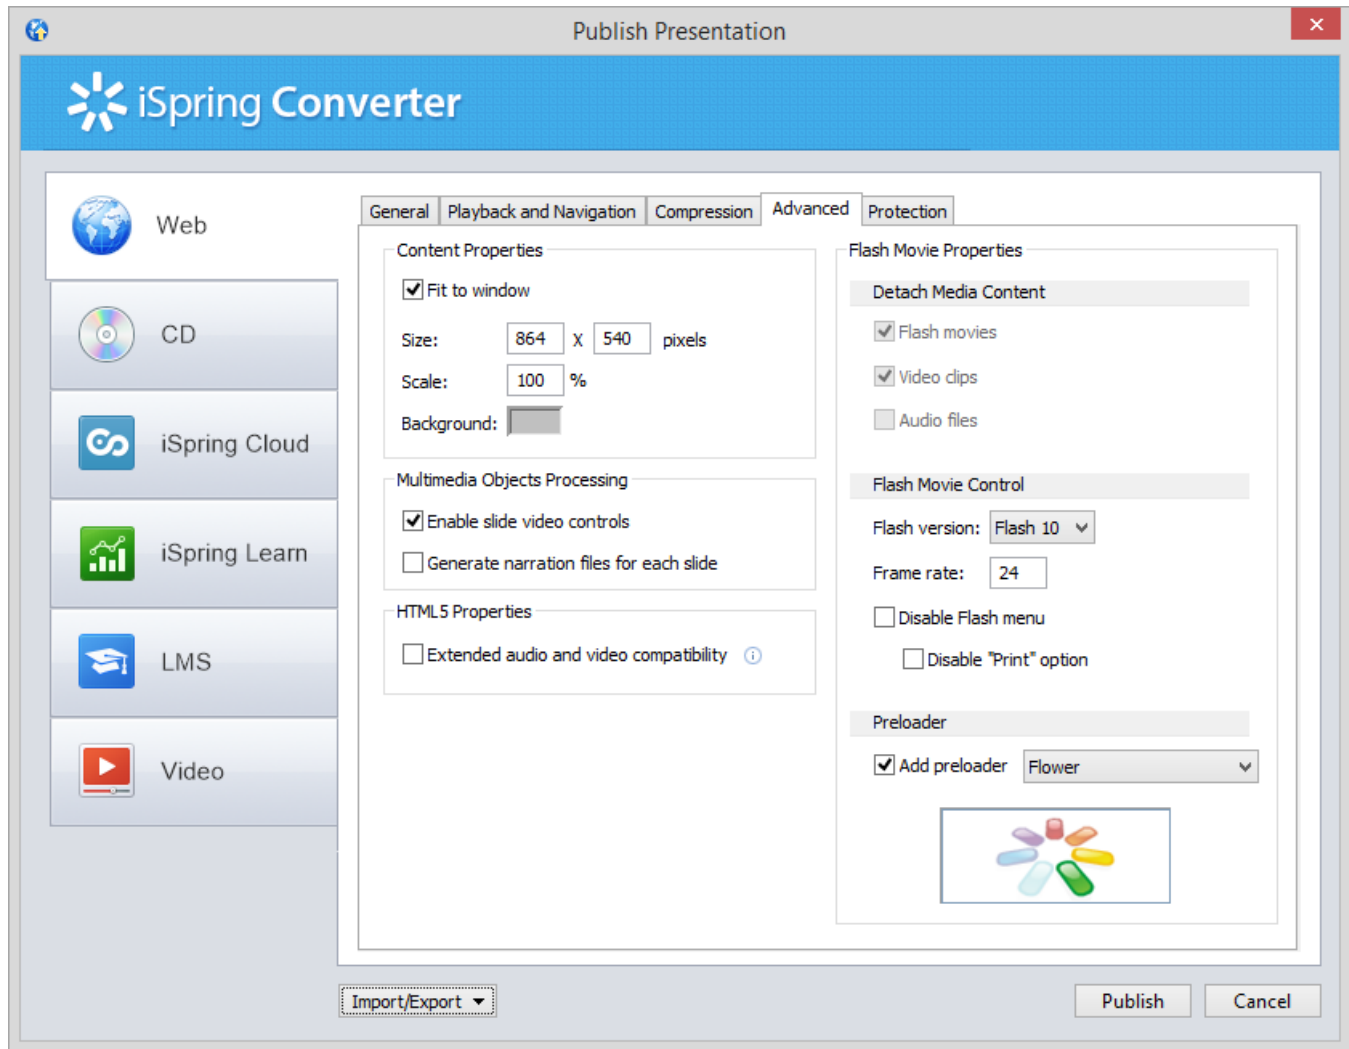 Publish Presentation
iSpring Converter
Web
CD
iSpring Cloud
iSpring Learn
LMS
Video
General Playback and Navigation Compression Advanced Protection
Content Properties
Fit to window
Size: 864 X 540 pixels
Scale: 100 %
Background:
Multimedia Objects Processing
Enable slide video controls
Generate narration files for each slide
HTML5 Properties
Extended audio and video compatibility
Flash Movie Properties
Detach Media Content
Flash movies
Video clips
Audio files
Flash Movie Control
Flash version: Flash 10
Frame rate: 24
Disable Flash menu
Disable "Print" option
Preloader
Add preloader Flower
Import/Export
Publish Cancel